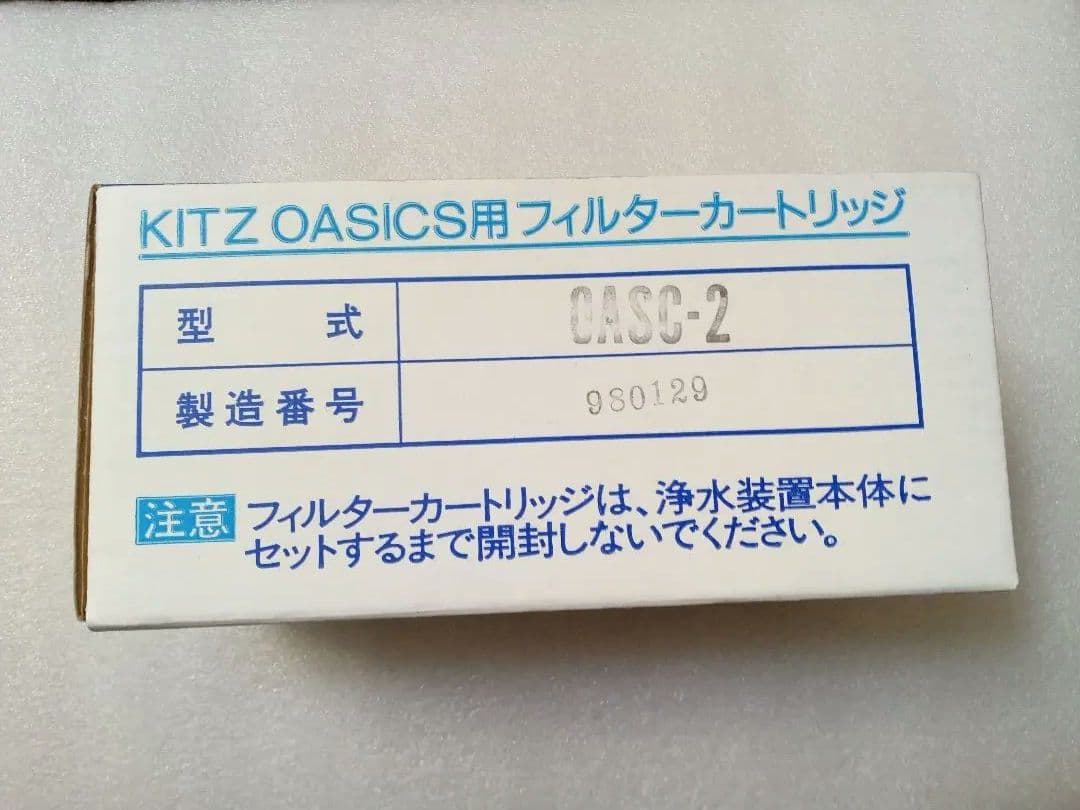 KITZ OASICS用フィルターカートリッジ
型式 OASC-2
製造番号 980129
注意 フィルターカートリッジは、浄水装置本体に
セットするまで開封しないでください。